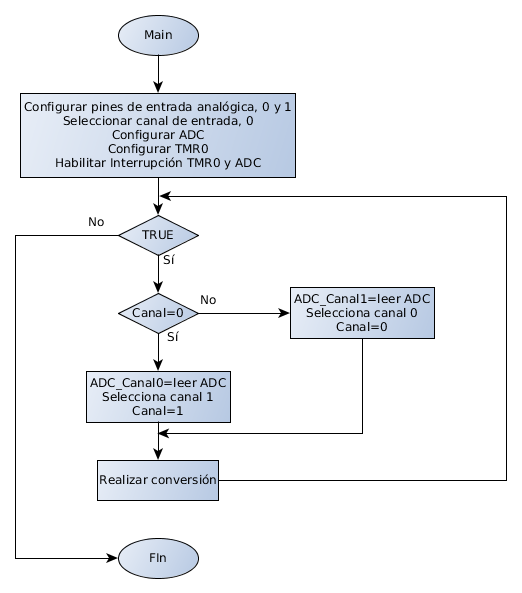 Main
Configurar pines de entrada analógica, 0 y 1
Seleccionar canal de entrada, 0
Configurar ADC
Configurar TMR0
Habilitar Interrupción TMR0 y ADC
No
TRUE
Sí
Canal=0
No
Sí
ADC_Canal1=leer ADC
Selecciona canal 0
Canal=0
ADC_Canal0=leer ADC
Selecciona canal 1
Canal=1
Realizar conversión
FIn